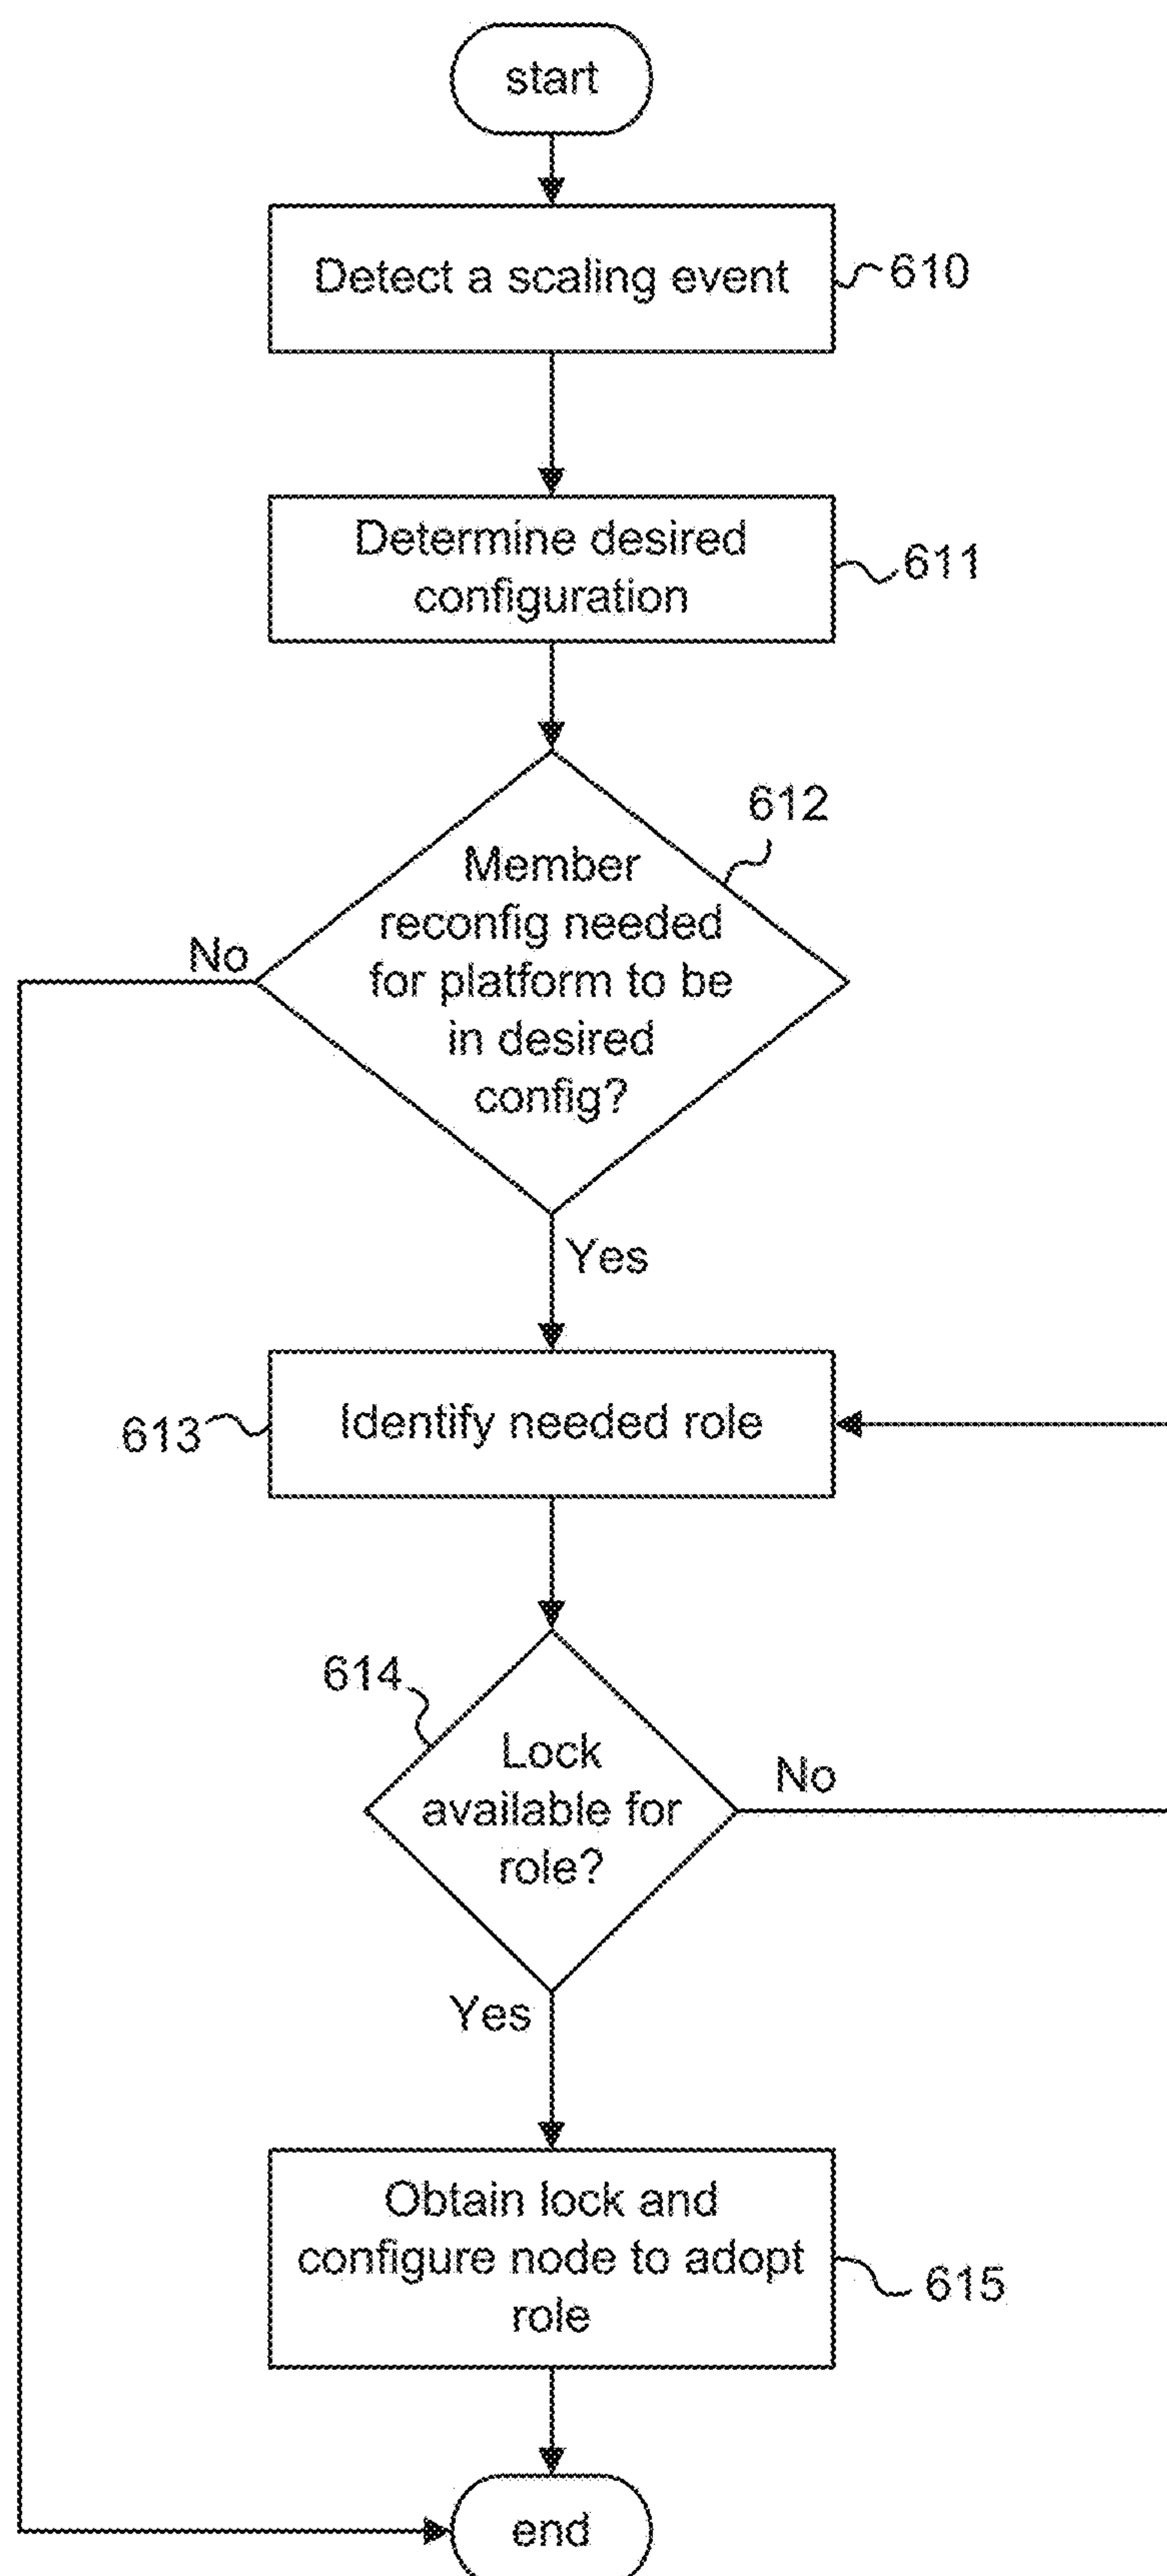 start
Detect a scaling event
610
Determine desired
configuration
611
612
Member
reconfig needed
for platform to be
in desired
config?
No
Yes
Identify needed role
613
614
Lock
available for
role?
No
Yes
Obtain lock and
configure node to adopt
role
615
end